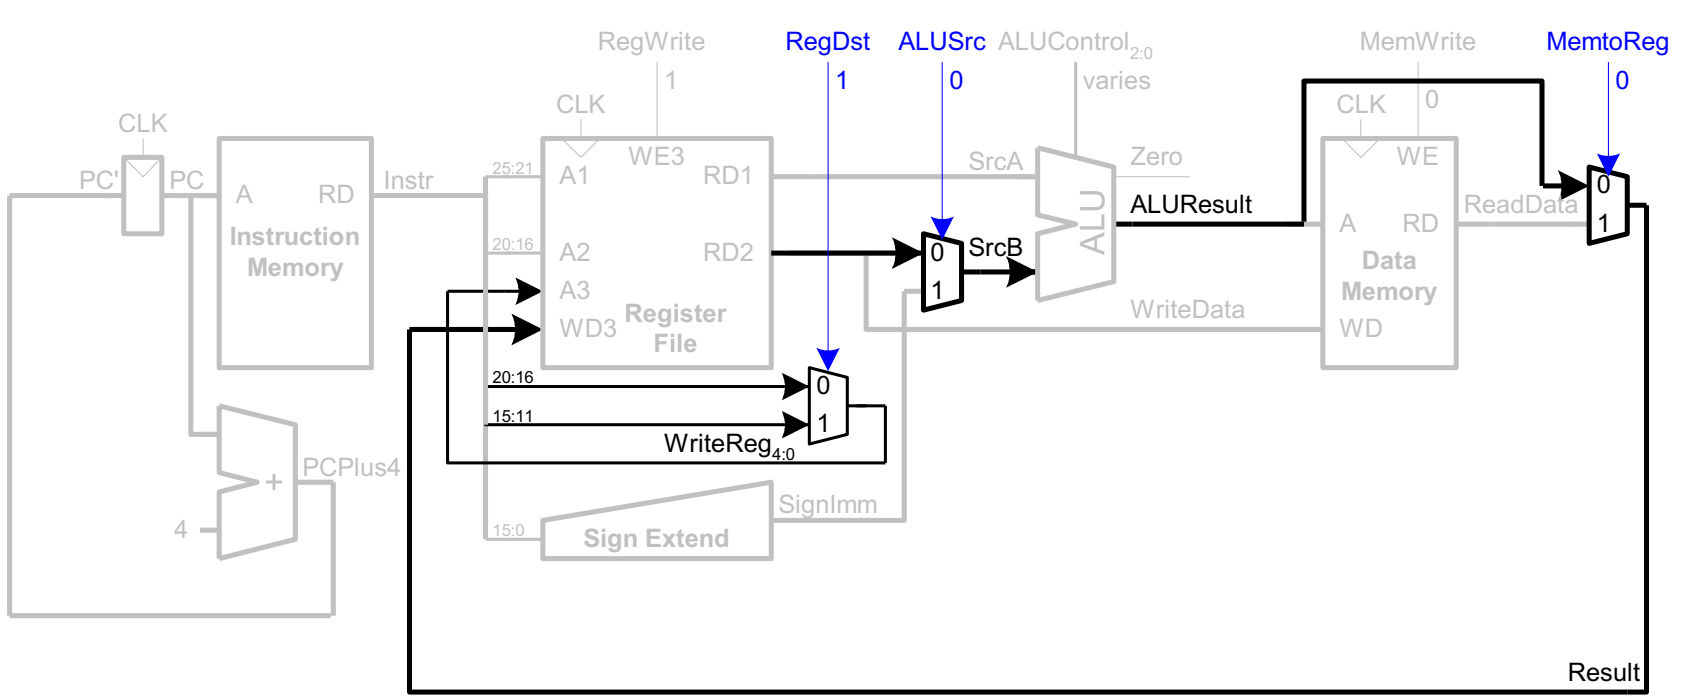 RegWrite RegDst ALUSrc ALUControl2:0 MemWrite MemtoReg
1 1 0 varies 0 0
CLK CLK CLK
PC' PC Instr
A RD
Instruction
Memory
25:21
20:16
A1 WE3 RD1
A2 RD2
A3
WD3 Register
File
SrcA
0 SrcB
1
ALU
Zero
ALUResult
WriteData
A WE
RD
Data
Memory
WD
ReadData
0
1
20:16 0
15:11 1
WriteReg4:0
PCPlus4
+
4
15:0
Sign Extend
SignImm
Result